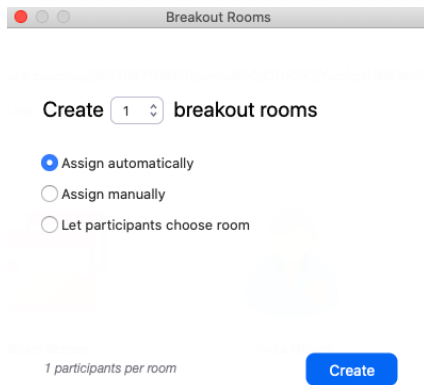 Breakout Rooms
Create 1 breakout rooms
Assign automatically
Assign manually
Let participants choose room
1 participants per room
Create